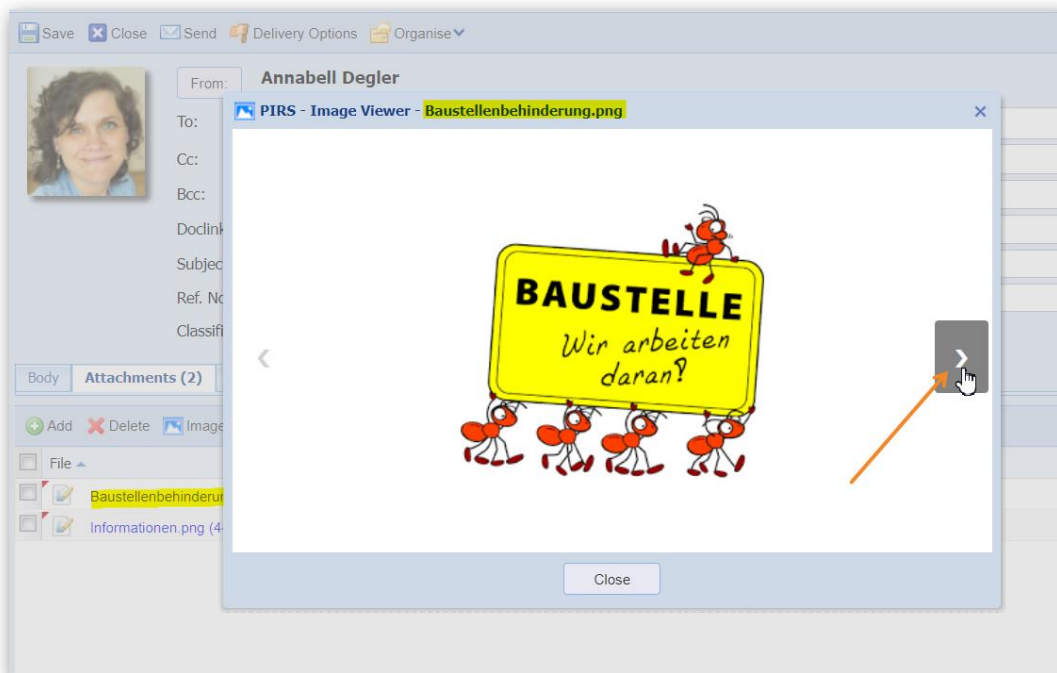 Save Close Send Delivery Options Organise
From: Annabell Degler
PIRS - Image Viewer - Baustellenbehinderung.png
To:
Cc:
Bcc:
Doclink
Subjec
Ref. No
Classifi
BAUSTELLE
Wir arbeiten
daran!
Body Attachments (2)
Add Delete Image
File
Baustellenbehinderun
Informationen.png (4
Close